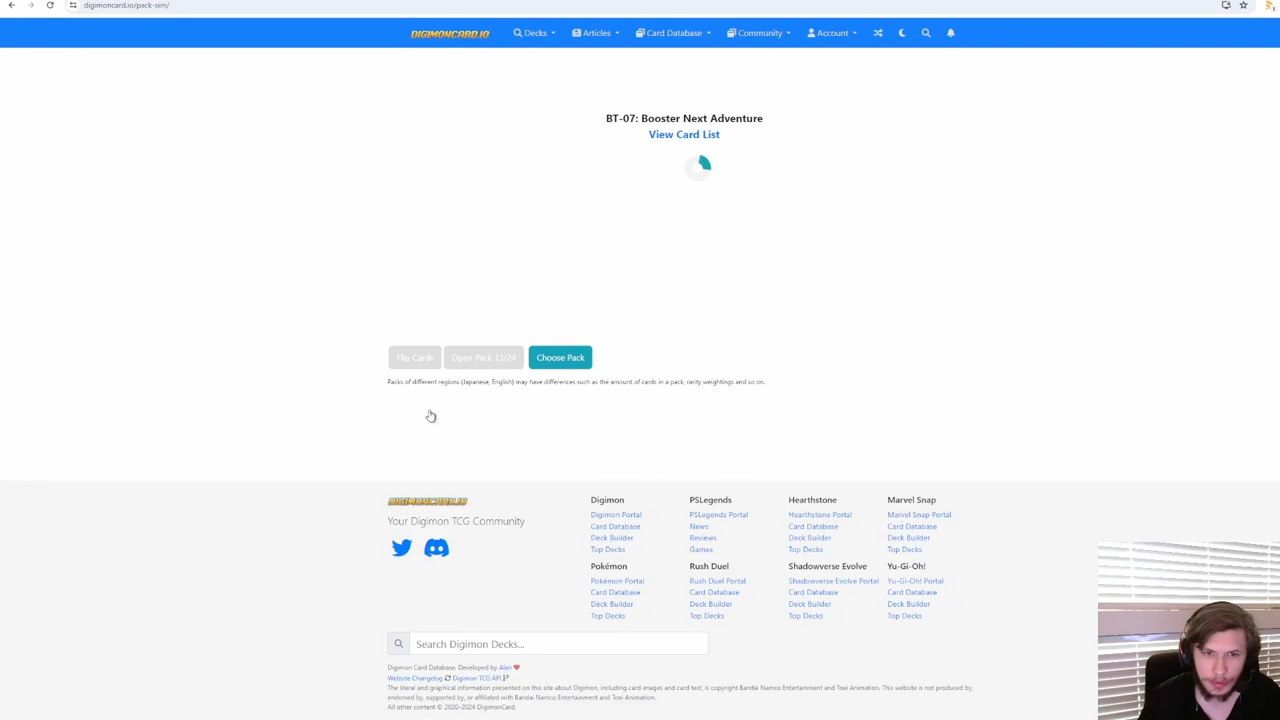 digimoncard.io/pack-sim/
DIGIMONCARD.IO
Decks
Articles
Card Database
Community
Account
BT-07: Booster Next Adventure
View Card List
Flip Cards
Open Pack 13/24
Choose Pack
Packs of different regions (Japanese, English) may have differences such as the amount of cards in a pack, rarity weightings and so on.
DIGIMONCARD.IO
Your Digimon TCG Community
Digimon
Digimon Portal
Card Database
Deck Builder
Top Decks
PSLegends
PSLegends Portal
News
Reviews
Games
Hearthstone
Hearthstone Portal
Card Database
Deck Builder
Top Decks
Marvel Snap
Marvel Snap Portal
Card Database
Deck Builder
Top Decks
Pokémon
Pokémon Portal
Card Database
Deck Builder
Top Decks
Rush Duel
Rush Duel Portal
Card Database
Deck Builder
Top Decks
Shadowverse Evolve
Shadowverse Evolve Portal
Card Database
Deck Builder
Top Decks
Yu-Gi-Oh!
Yu-Gi-Oh! Portal
Card Database
Deck Builder
Top Decks
Search Digimon Decks...
Digimon Card Database. Developed by Alan
Website Changelog Digimon TCG API
The literal and graphical information presented on this site about Digimon, including card images and card text, is copyright Bandai Namco Entertainment and Toei Animation. This website is not produced by,
endorsed by, supported by, or affiliated with Bandai Namco Entertainment and Toei Animation.
All other content © 2020-2024 DigimonCard.